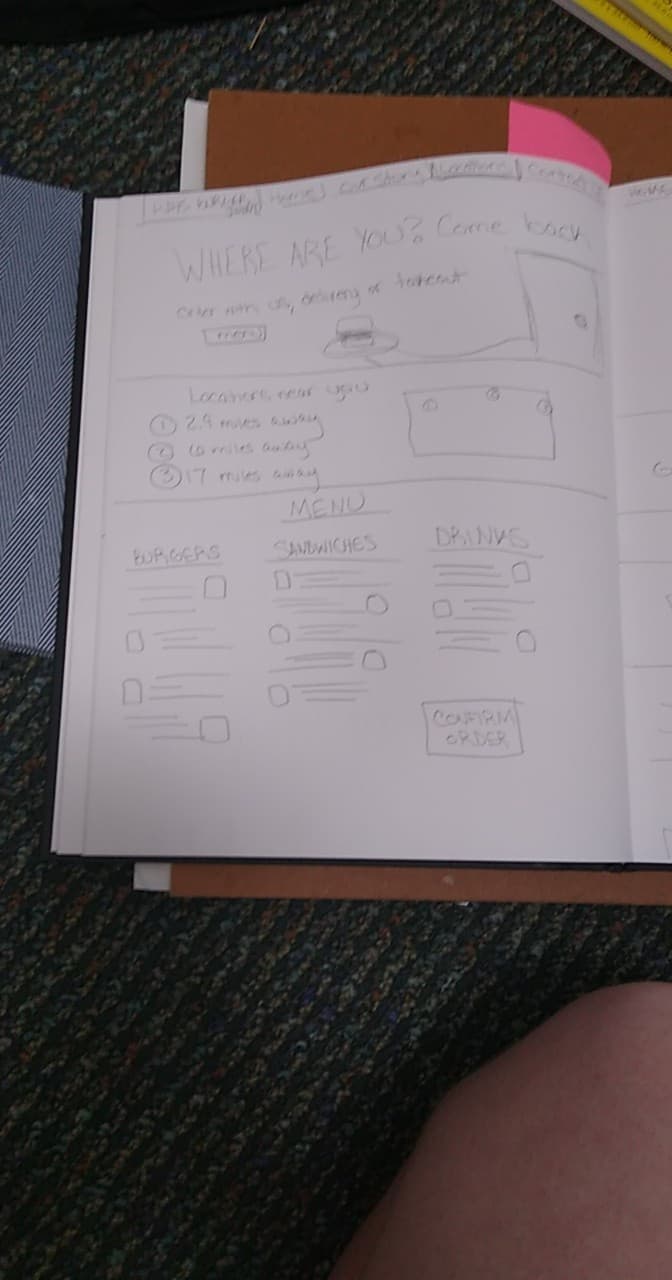 Home Our Story Locations Contact
WHERE ARE YOU? Come back
Order with us, delivery or takeout
menu
Locations near you
① 2.9 miles away
② 10 miles away
③ 17 miles away
MENU
BURGERS SANDWICHES DRINKS
CONFIRM
ORDER